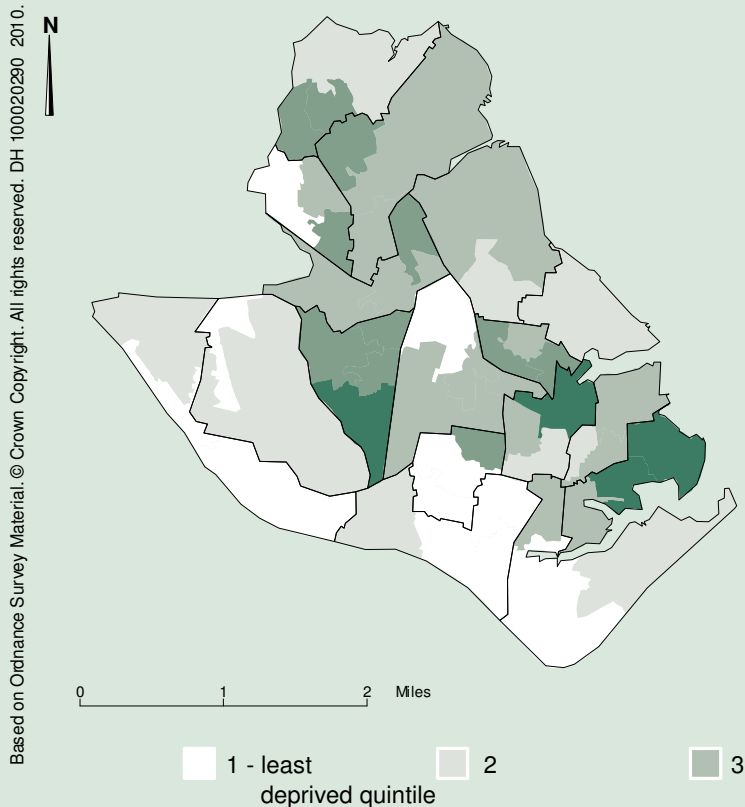 Based on Ordnance Survey Material. © Crown Copyright. All rights reserved. DH 100020290 2010.
N
0 1 2 Miles
1 - least
deprived quintile
2
3